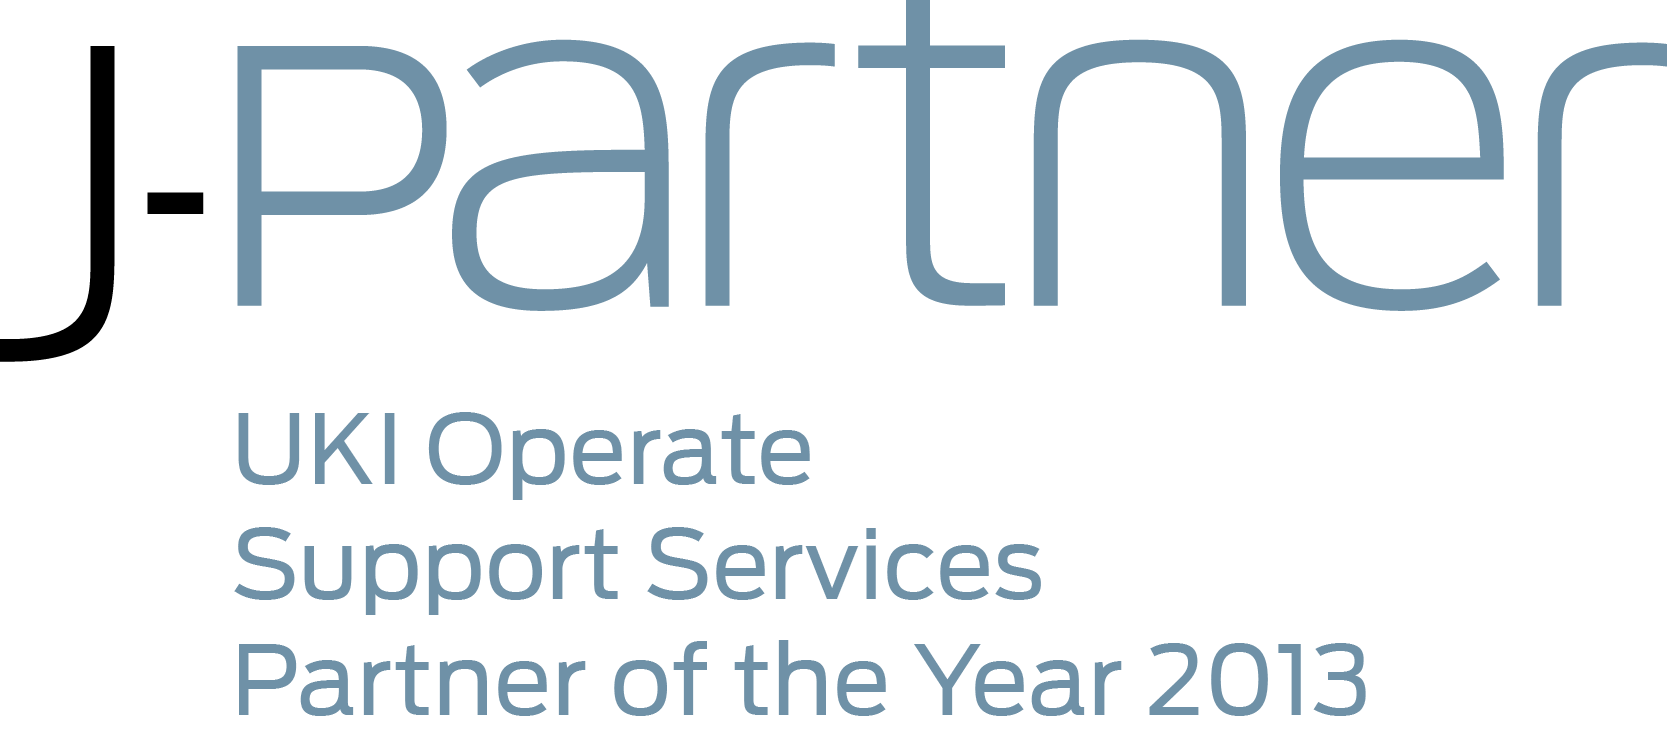 J-Partner
UKI Operate
Support Services
Partner of the Year 2013